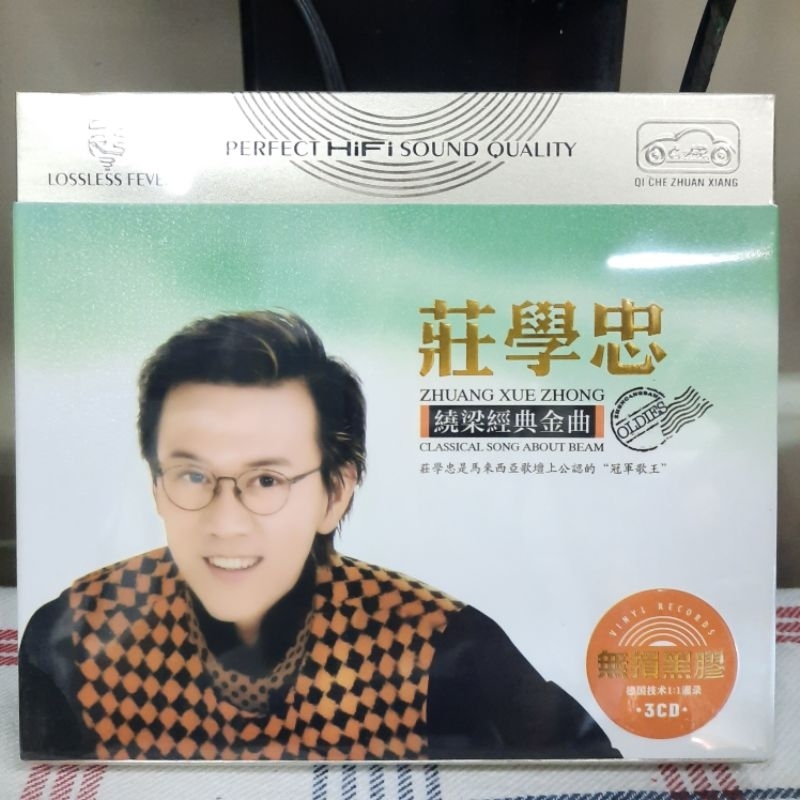 PERFECT HiFi SOUND QUALITY
LOSSLESS FEVE
QI CHE ZHUAN XIANG
莊學忠
ZHUANG XUE ZHONG
繞梁經典金曲
CLASSICAL SONG ABOUT BEAM
OLDIES
莊學忠是馬來西亞歌壇上公認的“冠軍歌王”
VINYL RECORDS
無損黑膠
德国技术1:1灌录
·3CD·